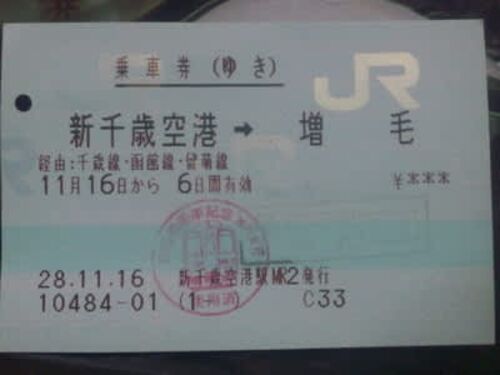 乗車券(ゆき)
JR
新千歳空港 → 増毛
経由:千歳線・函館線・留萌線
11月16日から 6日間有効
¥***
28.11.16 新千歳空港駅MR2発行
10484-01 (1- C33